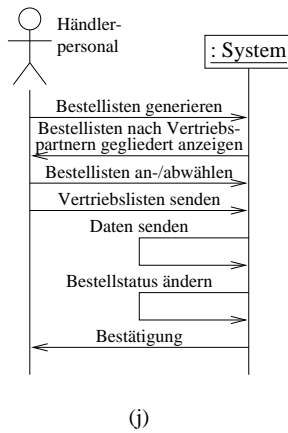 Händler-
personal
: System
Bestellisten generieren
Bestellisten nach Vertriebs-
partnern gegliedert anzeigen
Bestellisten an-/abwählen
Vertriebslisten senden
Daten senden
Bestellstatus ändern
Bestätigung
(j)